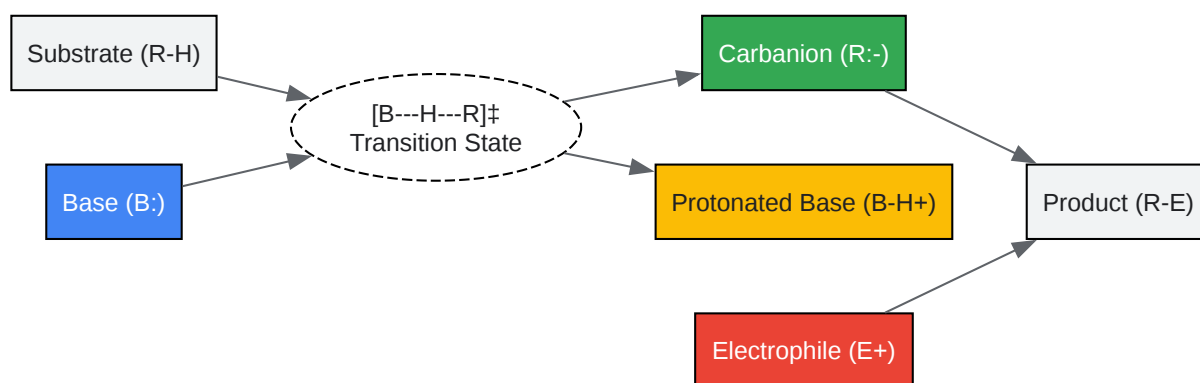 Substrate (R-H)
Carbanion (R:-)
[B---H---R]‡
Transition State
Base (B:)
Protonated Base (B-H+)
Product (R-E)
Electrophile (E+)